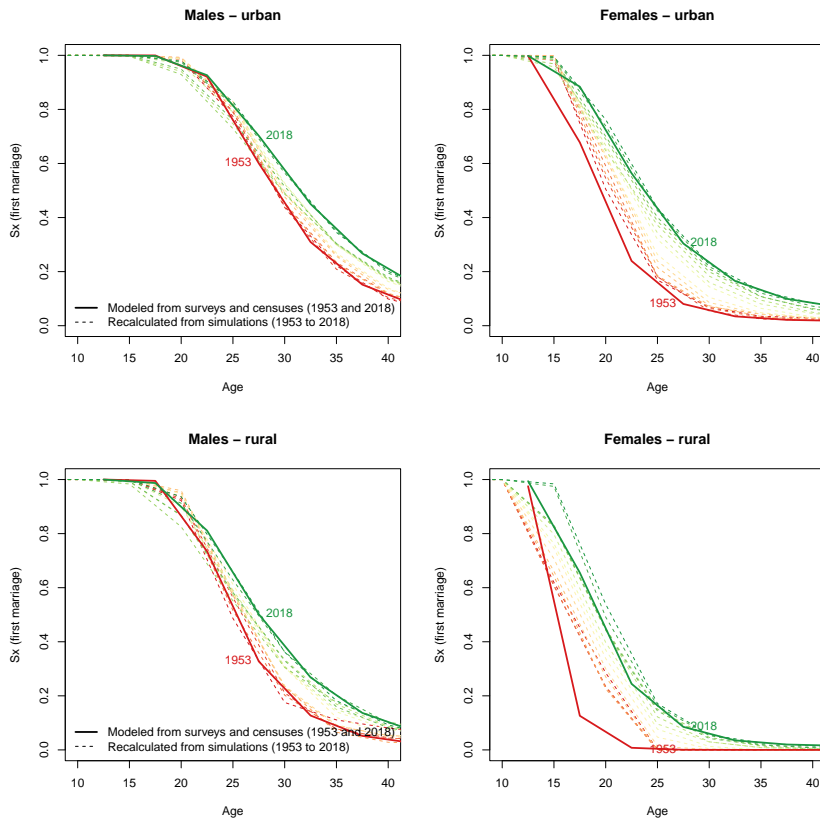 Males – urban
Sx (first marriage)
1.0
0.8
0.6
0.4
0.2
0.0
2018
1953
Modeled from surveys and censuses (1953 and 2018)
Recalculated from simulations (1953 to 2018)
10 15 20 25 30 35 40
Age
Females – urban
Sx (first marriage)
1.0
0.8
0.6
0.4
0.2
0.0
2018
1953
10 15 20 25 30 35 40
Age
Males – rural
Sx (first marriage)
1.0
0.8
0.6
0.4
0.2
0.0
2018
1953
Modeled from surveys and censuses (1953 and 2018)
Recalculated from simulations (1953 to 2018)
10 15 20 25 30 35 40
Age
Females – rural
Sx (first marriage)
1.0
0.8
0.6
0.4
0.2
0.0
2018
1953
10 15 20 25 30 35 40
Age